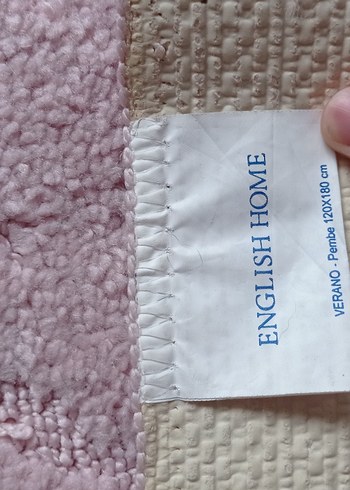 ENGLISH HOME
VERANO - Pembe 120X180 cm